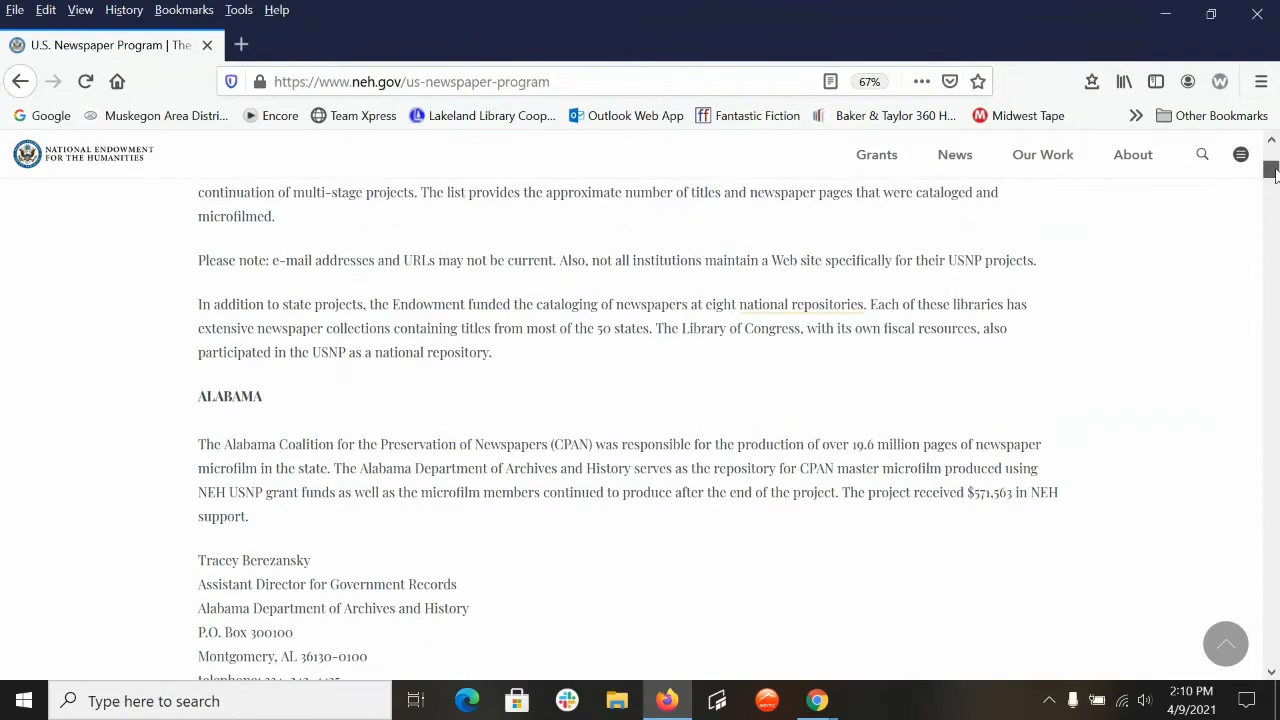 File Edit View History Bookmarks Tools Help
U.S. Newspaper Program | The
https://www.neh.gov/us-newspaper-program
67%
Google Muskegon Area Distri... Encore Team Xpress Lakeland Library Coop... Outlook Web App Fantastic Fiction Baker & Taylor 360 H... Midwest Tape Other Bookmarks
NATIONAL ENDOWMENT
FOR THE HUMANITIES
Grants News Our Work About
continuation of multi-stage projects. The list provides the approximate number of titles and newspaper pages that were cataloged and
microfilmed.
Please note: e-mail addresses and URLs may not be current. Also, not all institutions maintain a Web site specifically for their USNP projects.
In addition to state projects, the Endowment funded the cataloging of newspapers at eight national repositories. Each of these libraries has
extensive newspaper collections containing titles from most of the 50 states. The Library of Congress, with its own fiscal resources, also
participated in the USNP as a national repository.
ALABAMA
The Alabama Coalition for the Preservation of Newspapers (CPAN) was responsible for the production of over 19.6 million pages of newspaper
microfilm in the state. The Alabama Department of Archives and History serves as the repository for CPAN master microfilm produced using
NEH USNP grant funds as well as the microfilm members continued to produce after the end of the project. The project received $571,563 in NEH
support.
Tracey Berezansky
Assistant Director for Government Records
Alabama Department of Archives and History
P.O. Box 300100
Montgomery, AL 36130-0100
Type here to search
2:10 PM
4/9/2021